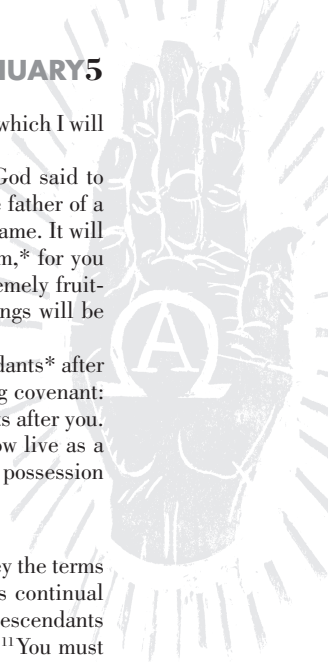 NUARY5
which I will
God said to
father of a
ame. It will
m,* for you
emely fruit-
ngs will be
dants* after
g covenant:
s after you.
ow live as a
possession
ey the terms
s continual
escendants
¹¹You must
ΑΩ